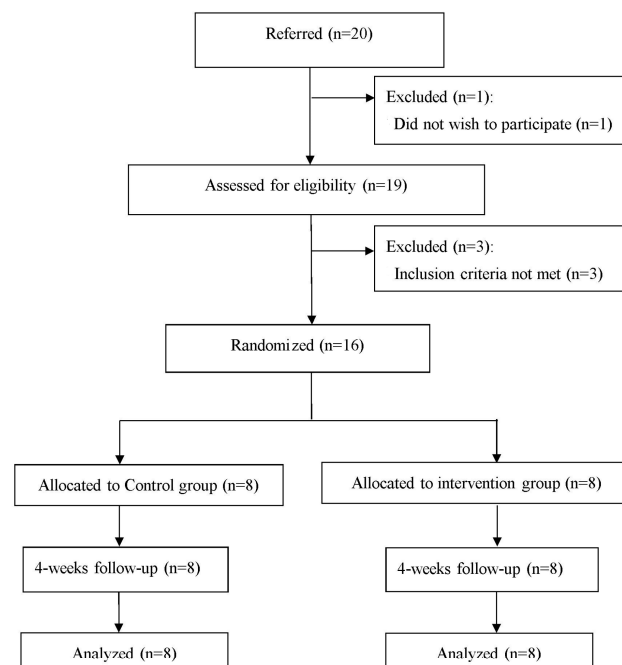 Referred (n=20)
Excluded (n=1):
Did not wish to participate (n=1)
Assessed for eligibility (n=19)
Excluded (n=3):
Inclusion criteria not met (n=3)
Randomized (n=16)
Allocated to Control group (n=8)
Allocated to intervention group (n=8)
4-weeks follow-up (n=8)
4-weeks follow-up (n=8)
Analyzed (n=8)
Analyzed (n=8)